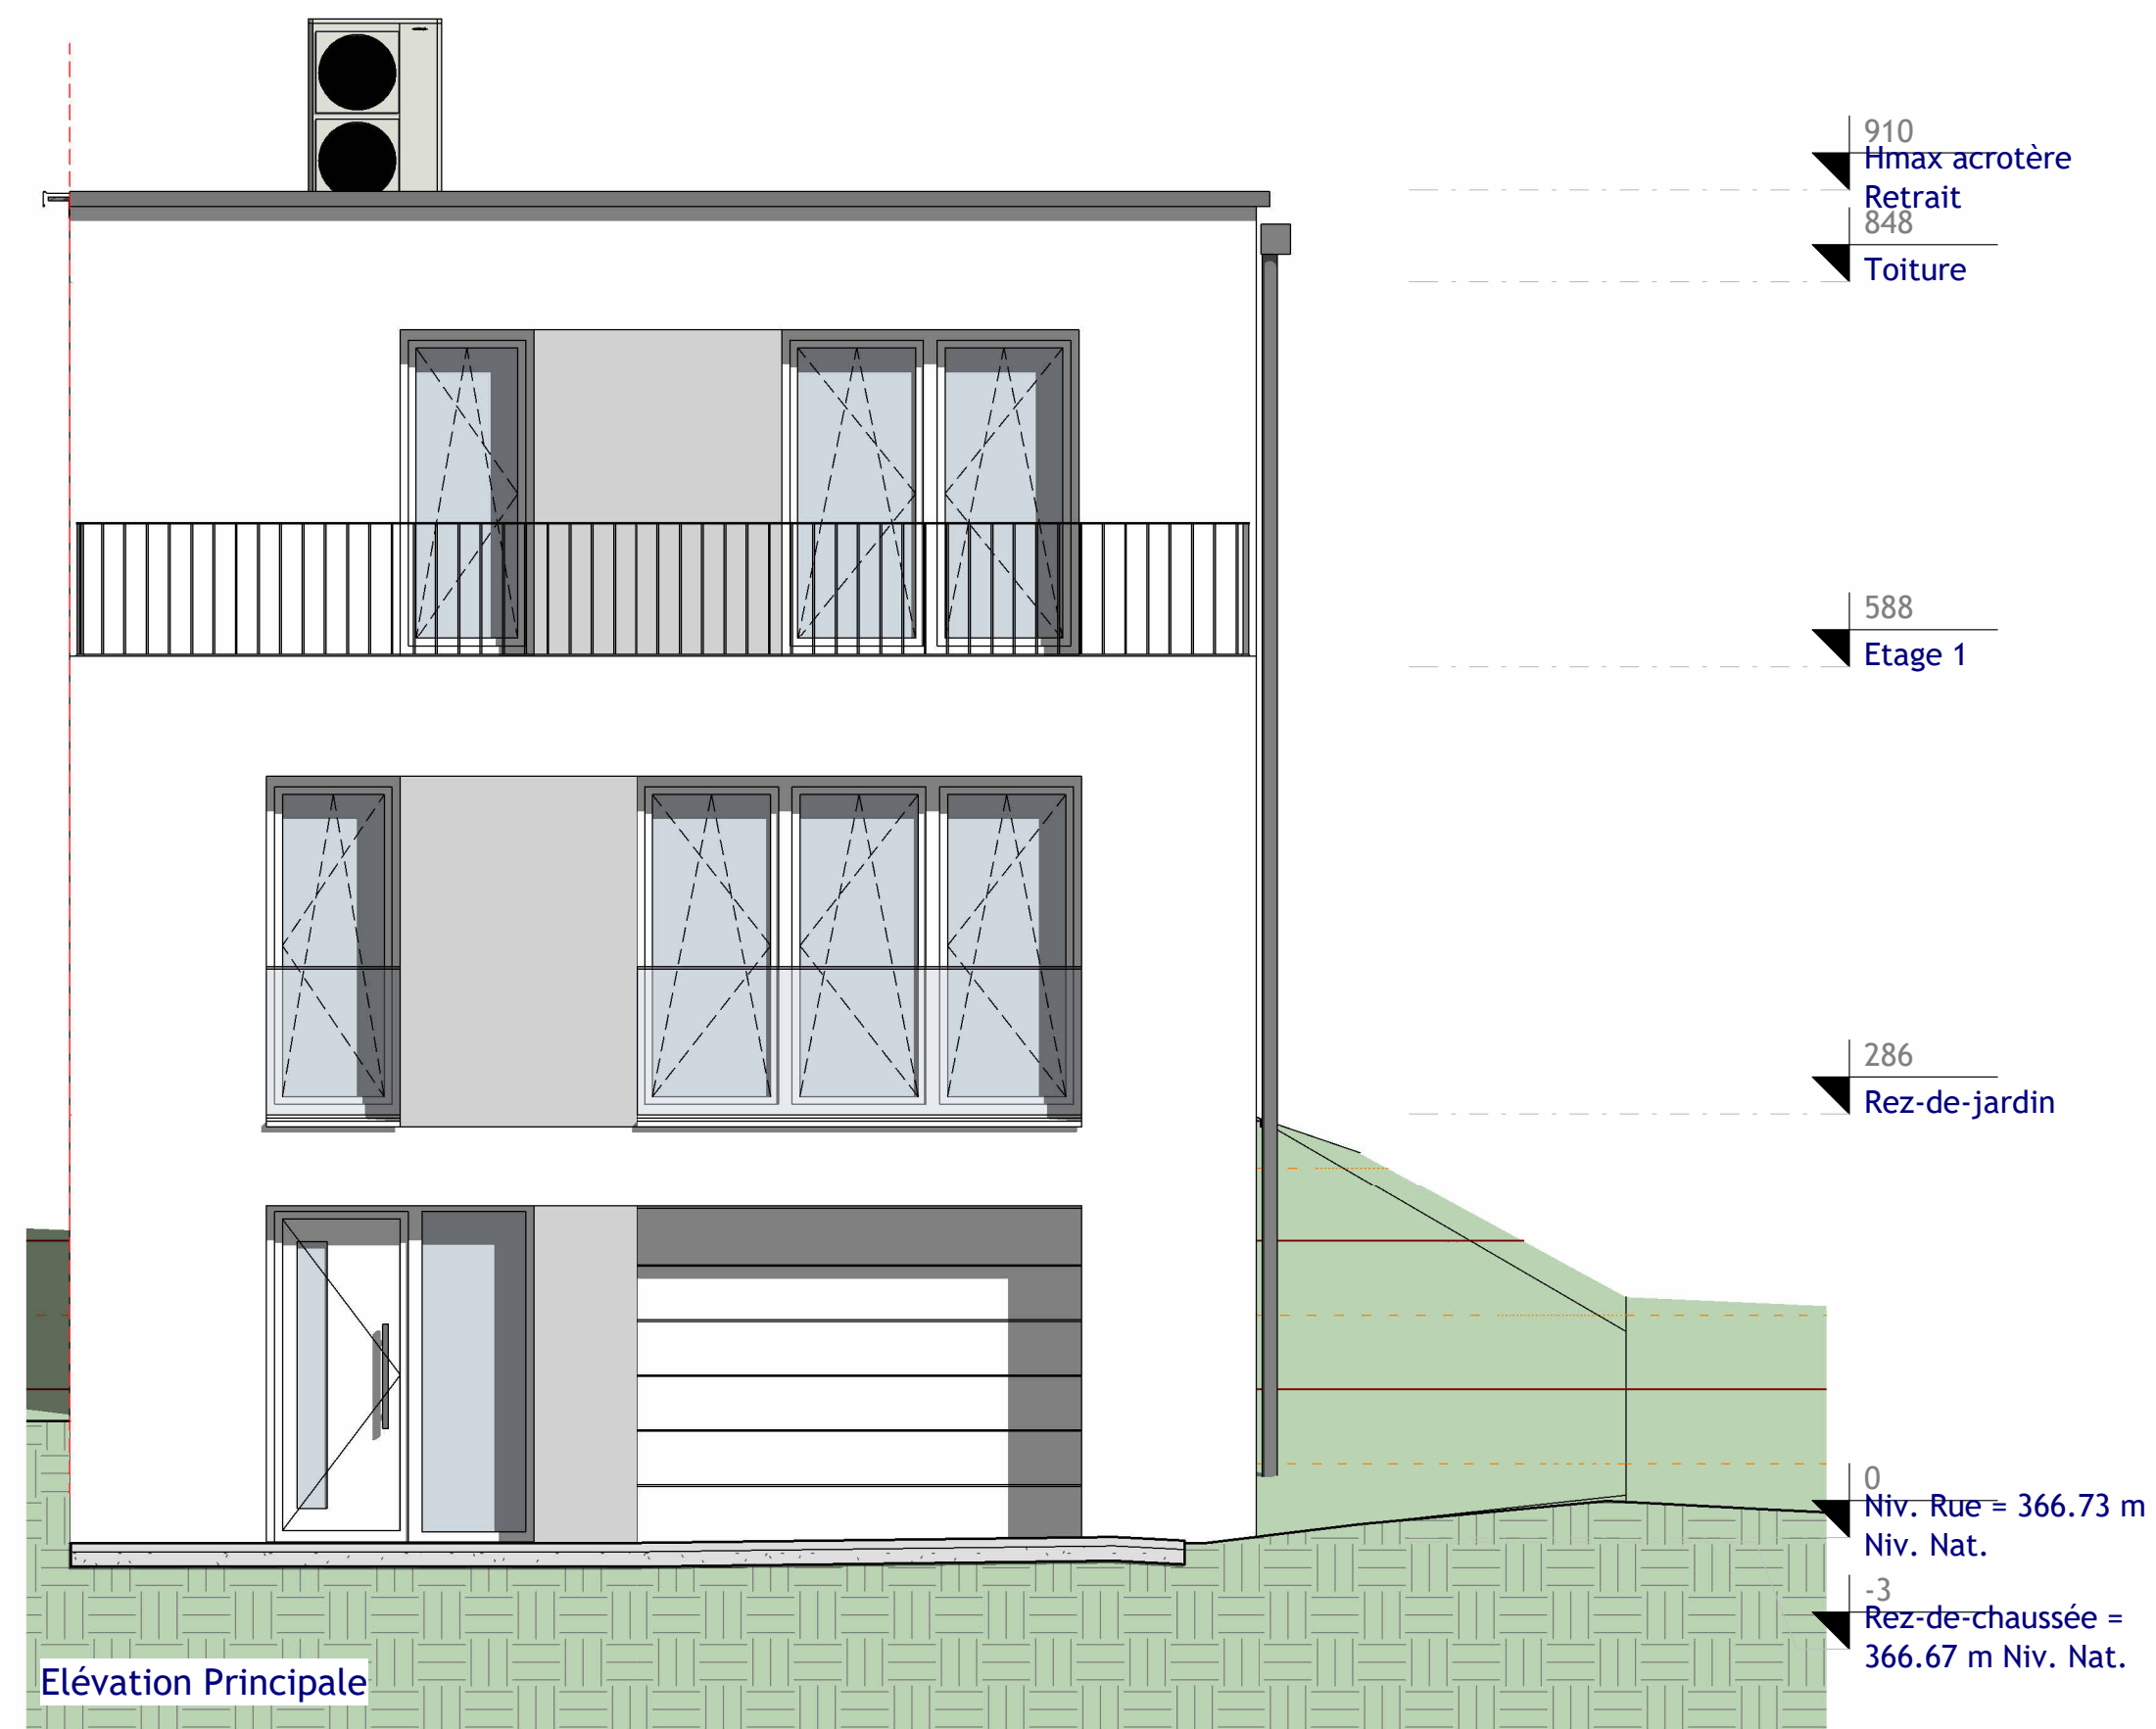 910
Hmax acrotère
Retrait
848
Toiture
588
Etage 1
286
Rez-de-jardin
0
Niv. Rue = 366.73 m
Niv. Nat.
-3
Rez-de-chaussée =
366.67 m Niv. Nat.
Elévation Principale